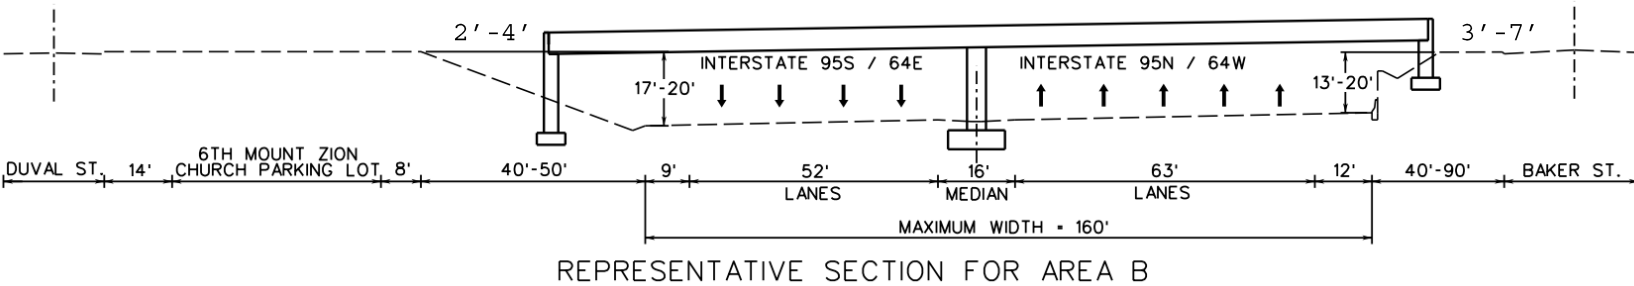 2'-4'
3'-7'
INTERSTATE 95S / 64E
INTERSTATE 95N / 64W
17'-20'
13'-20'
DUVAL ST.
14'
6TH MOUNT ZION
CHURCH PARKING LOT
8'
40'-50'
9'
52'
LANES
16'
MEDIAN
63'
LANES
12'
40'-90'
BAKER ST.
MAXIMUM WIDTH = 160'
REPRESENTATIVE SECTION FOR AREA B